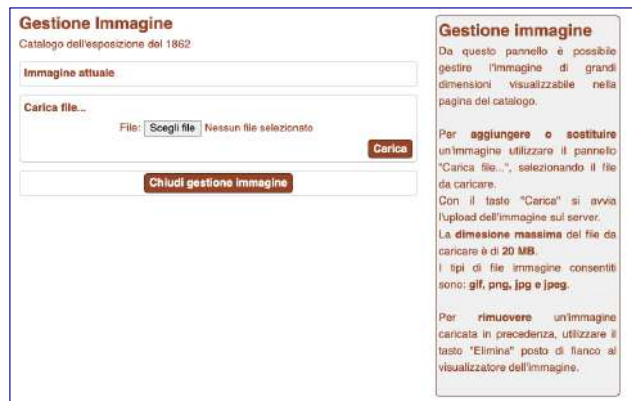 Gestione Immagine
Catalogo dell'esposizione del 1862
Immagine attuale
Carica file...
File: Scegli file Nessun file selezionato
Carica
Chiudi gestione immagine
Gestione immagine
Da questo pannello è possibile
gestire l'immagine di grandi
dimensioni visualizzabile nella
pagina del catalogo.
Per aggiungere o sostituire
un'immagine utilizzare il pannello
"Carica file...", selezionando il file
da caricare.
Con il tasto "Carica" si avvia
l'upload dell'immagine sul server.
La dimesione massima del file da
caricare è di 20 MB.
I tipi di file immagine consentiti
sono: gif, png, jpg e jpeg.
Per rimuovere un'immagine
caricata in precedenza, utilizzare il
tasto "Elimina" posto di fianco al
visualizzatore dell'immagine.